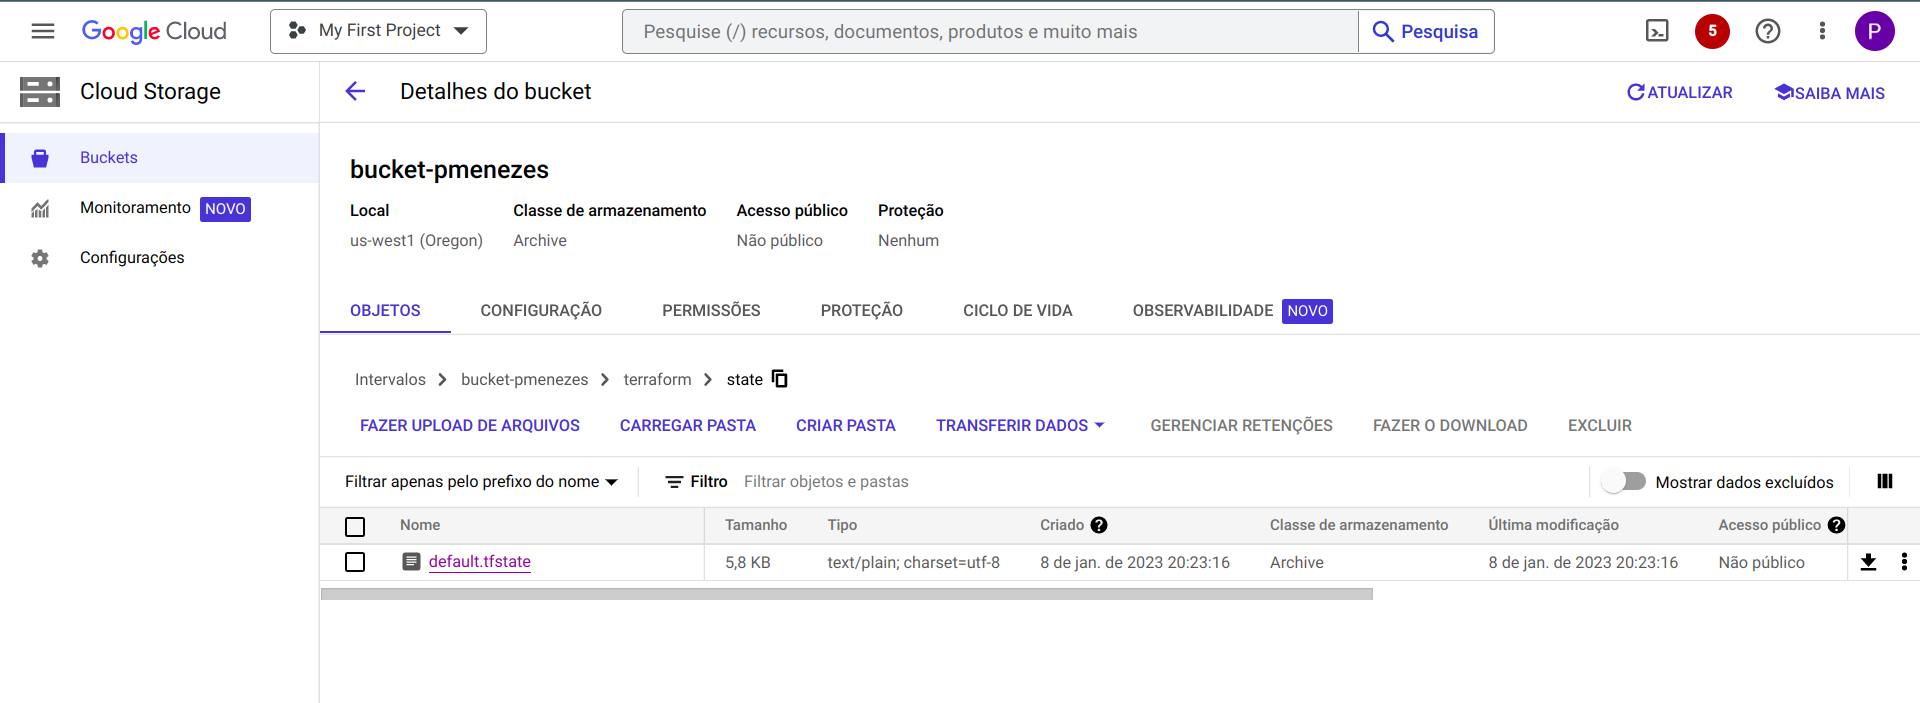 Google Cloud
My First Project
Pesquise (/) recursos, documentos, produtos e muito mais
Pesquisa
5
P
Cloud Storage
Detalhes do bucket
ATUALIZAR
SAIBA MAIS
Buckets
Monitoramento NOVO
Configurações
bucket-pmenezes
Local Classe de armazenamento Acesso público Proteção
us-west1 (Oregon) Archive Não público Nenhum
OBJETOS CONFIGURAÇÃO PERMISSÕES PROTEÇÃO CICLO DE VIDA OBSERVABILIDADE NOVO
Intervalos > bucket-pmenezes > terraform > state
FAZER UPLOAD DE ARQUIVOS CARREGAR PASTA CRIAR PASTA TRANSFERIR DADOS GERENCIAR RETENÇÕES FAZER O DOWNLOAD EXCLUIR
Filtrar apenas pelo prefixo do nome Filtro Filtrar objetos e pastas Mostrar dados excluídos
Nome Tamanho Tipo Criado Classe de armazenamento Última modificação Acesso público
default.tfstate 5,8 KB text/plain; charset=utf-8 8 de jan. de 2023 20:23:16 Archive 8 de jan. de 2023 20:23:16 Não público